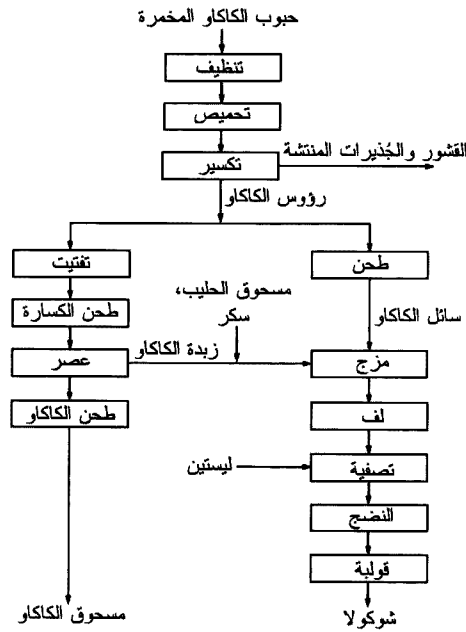 حبوب الكاكاو المخمرة
تنظيف
تحميص
تكسير
القشور والجُذيرات المنتشة
رؤوس الكاكاو
طحن
تفتيت
مسحوق الحليب،
سكر
سائل الكاكاو
طحن الكسارة
زبدة الكاكاو
عصر
مزج
طحن الكاكاو
لف
ليستين
تصفية
النضج
قولبة
شوكولا
مسحوق الكاكاو